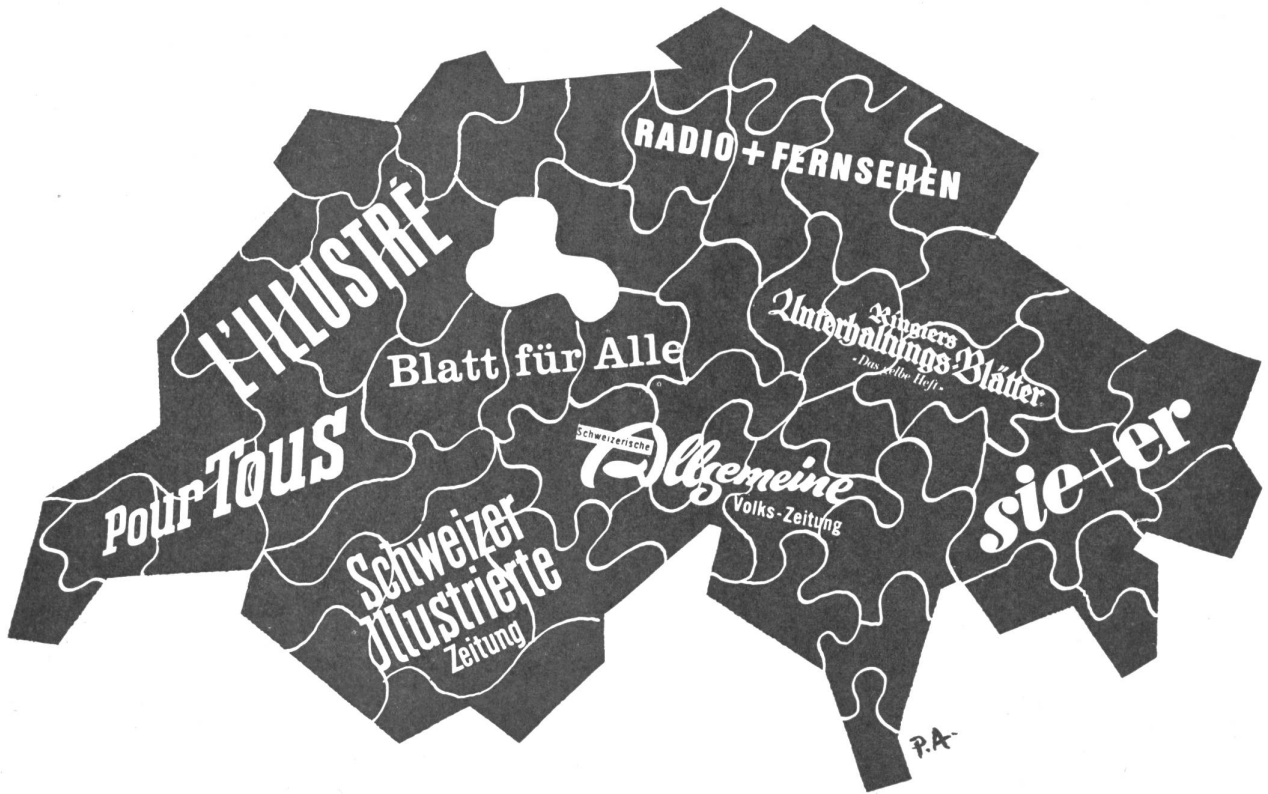 RADIO + FERNSEHEN
L'ILLUSTRÉ
Ringiers
Unterhaltungs-Blätter
- Das gelbe Heft -
Blatt für Alle
Pour Tous
Schweizerische
Allgemeine
Volks-Zeitung
sie+er
Schweizer
Illustrierte
Zeitung
P.A-